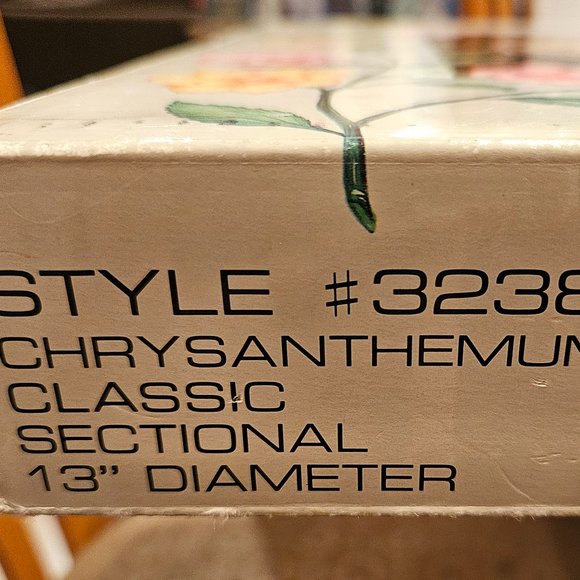 STYLE #3238
CHRYSANTHEMUM
CLASSIC
SECTIONAL
13” DIAMETER